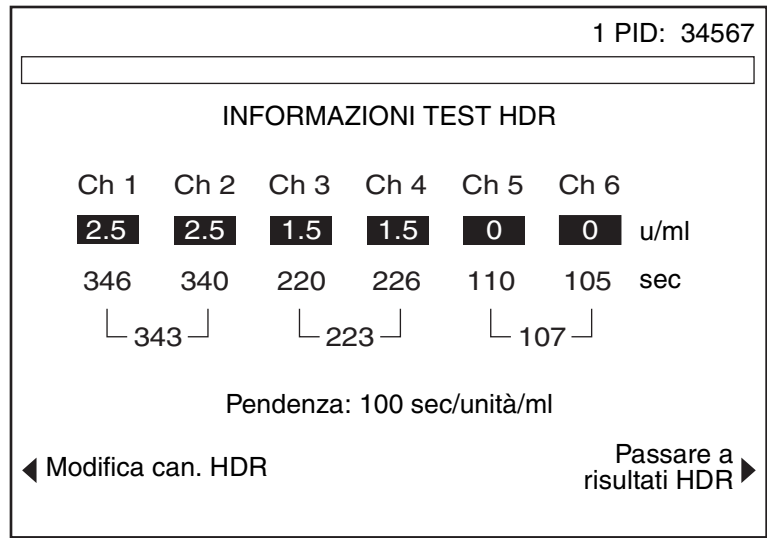 1 PID: 34567
INFORMAZIONI TEST HDR
Ch 1 Ch 2 Ch 3 Ch 4 Ch 5 Ch 6
2.5 2.5 1.5 1.5 0 0 u/ml
346 340 220 226 110 105 sec
343 223 107
Pendenza: 100 sec/unità/ml
Modifica can. HDR
Passare a
risultati HDR